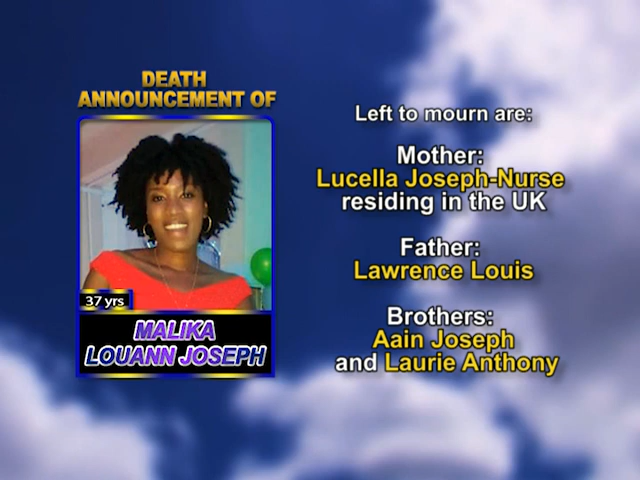 DEATH
ANNOUNCEMENT OF
37 yrs
MALIKA
LOUANN JOSEPH
Left to mourn are:
Mother:
Lucella Joseph-Nurse
residing in the UK
Father:
Lawrence Louis
Brothers:
Aain Joseph
and Laurie Anthony